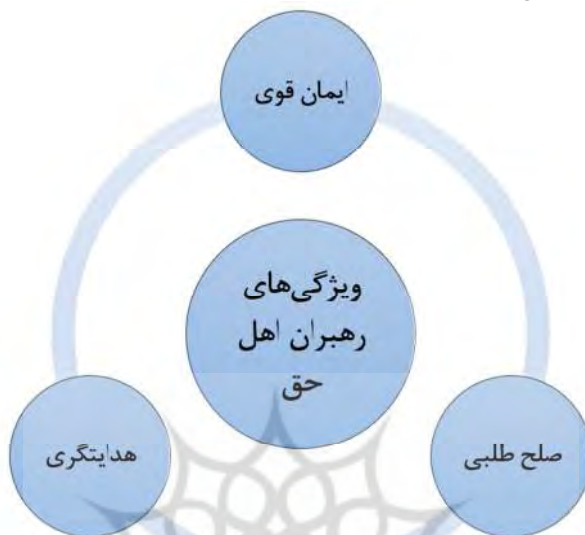 ایمان قوی
ویژگی‌های
رهبران اهل
حق
صلح طلبی
هدایتگری